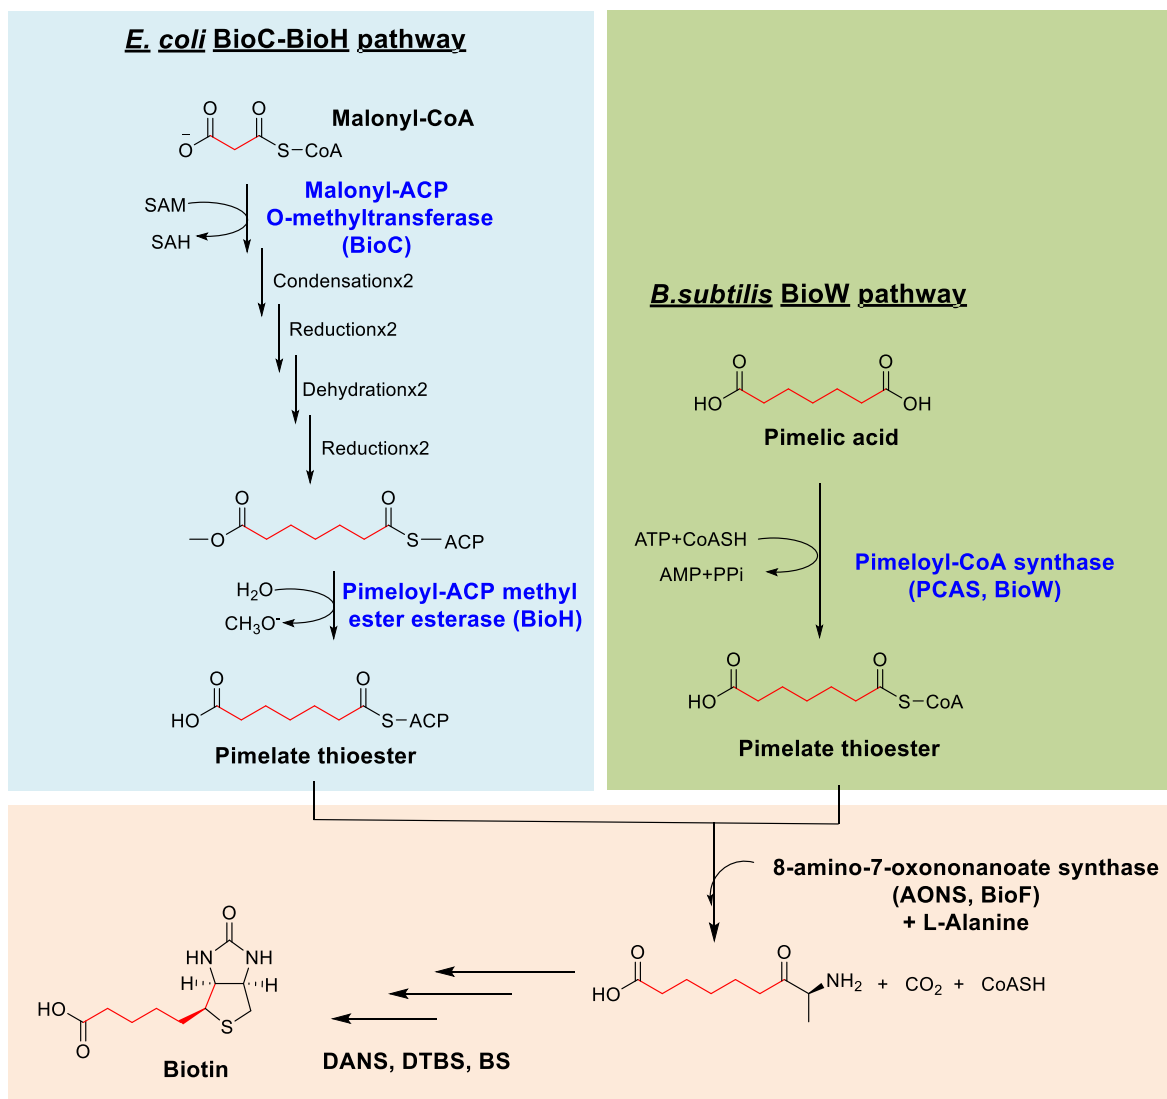 E. coli BioC-BioH pathway
O O
Malonyl-CoA
–
O S–CoA
Malonyl-ACP
O-methyltransferase
(BioC)
SAM
SAH
Condensationx2
Reductionx2
Dehydrationx2
Reductionx2
O O
O S ACP
H₂O
CH₃O⁻
Pimeloyl-ACP methyl
ester esterase (BioH)
O O
HO S–ACP
Pimelate thioester
B.subtilis BioW pathway
O O
HO OH
Pimelic acid
ATP+CoASH
AMP+PPi
Pimeloyl-CoA synthase
(PCAS, BioW)
O O
HO S–CoA
Pimelate thioester
8-amino-7-oxononanoate synthase
(AONS, BioF)
+ L-Alanine
O O
HO NH₂ + CO₂ + CoASH
DANS, DTBS, BS
O
HN NH
H H
HO
O S
Biotin